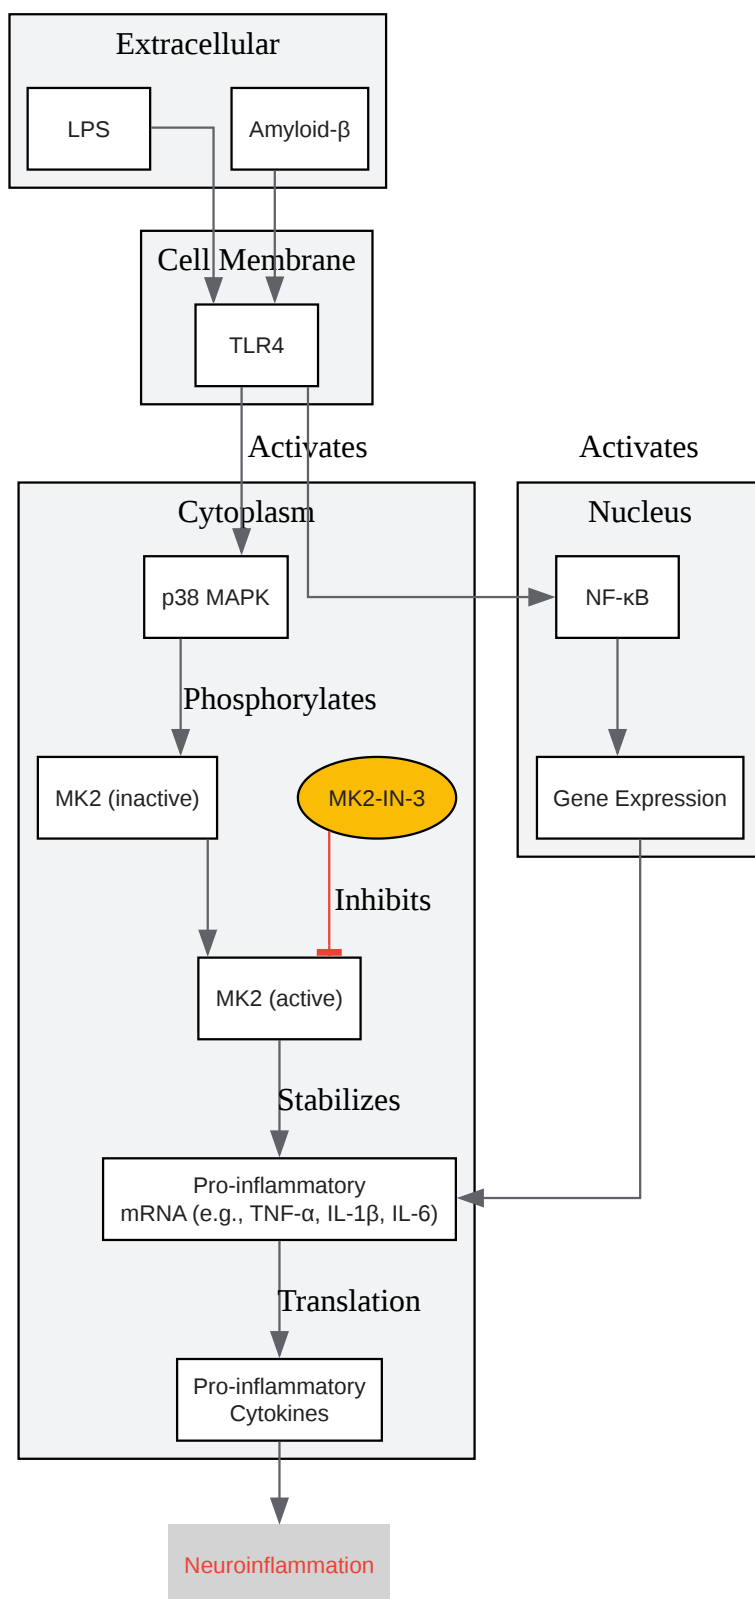 Extracellular
LPS
Amyloid-β
Cell Membrane
TLR4
Activates
Activates
Cytoplasm
Nucleus
p38 MAPK
NF-κB
Phosphorylates
MK2 (inactive)
MK2-IN-3
Gene Expression
Inhibits
MK2 (active)
Stabilizes
Pro-inflammatory
mRNA (e.g., TNF-α, IL-1β, IL-6)
Translation
Pro-inflammatory
Cytokines
Neuroinflammation